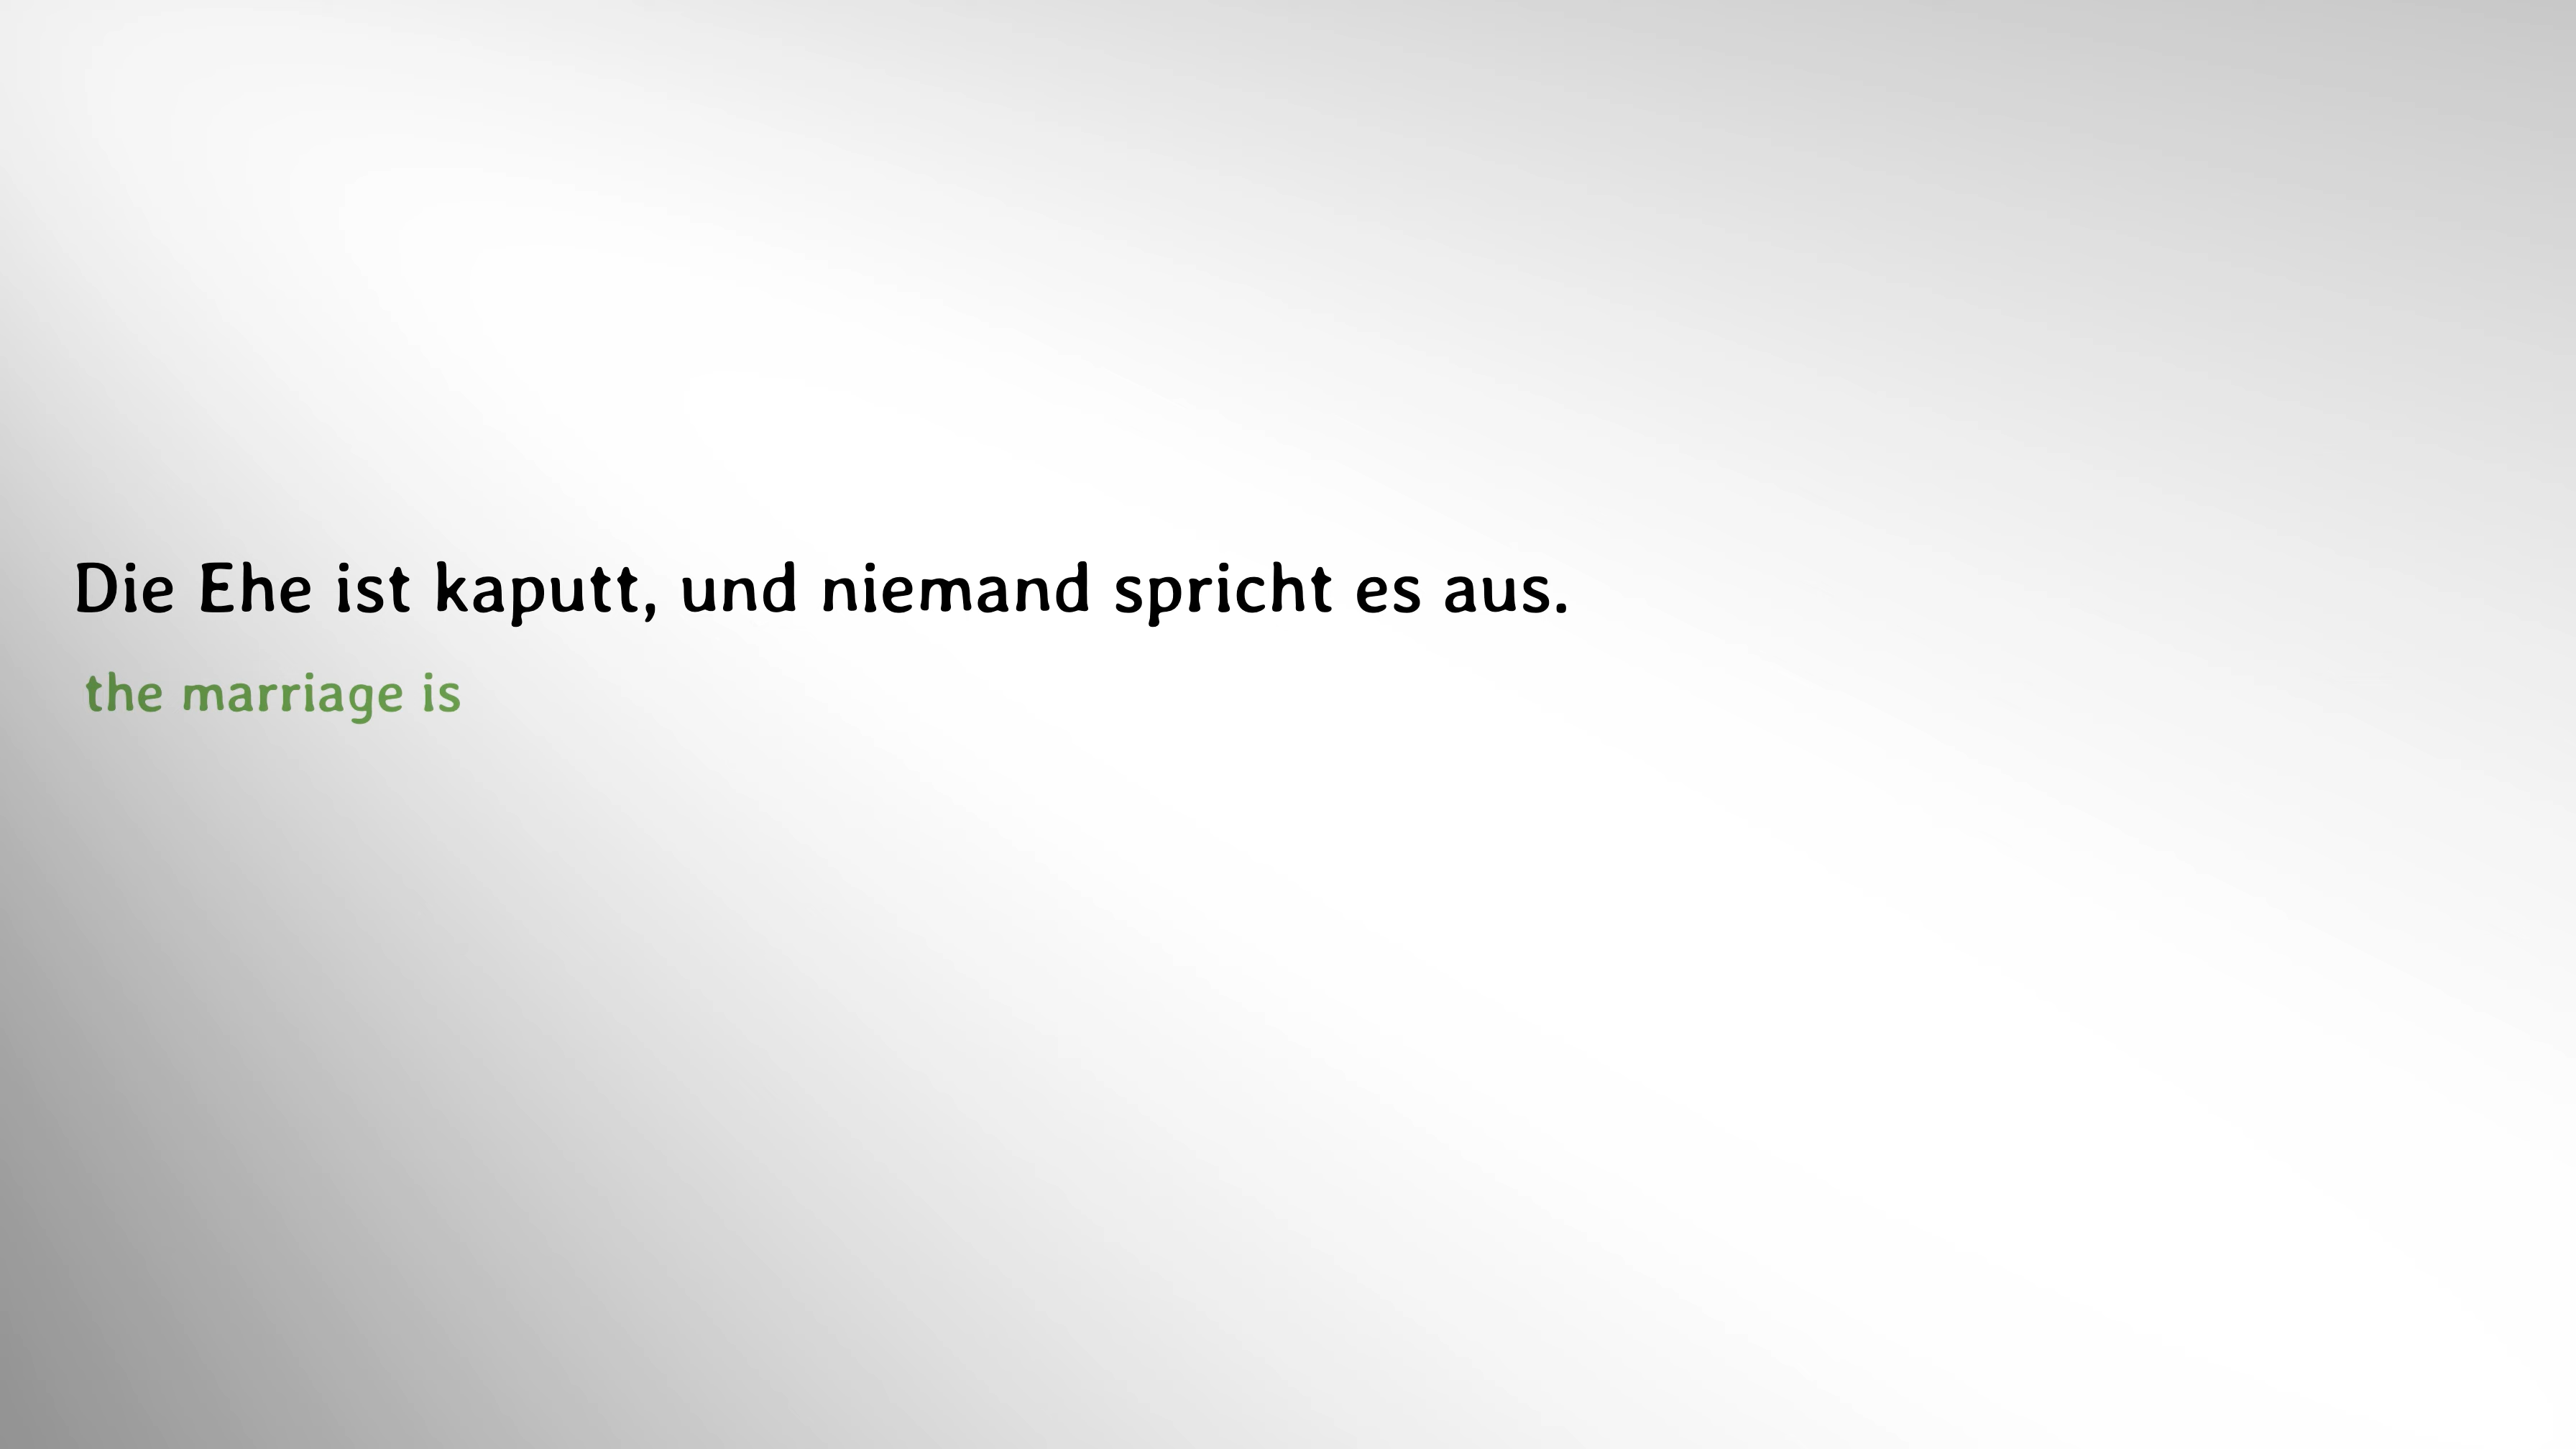 Die Ehe ist kaputt, und niemand spricht es aus.
the marriage is